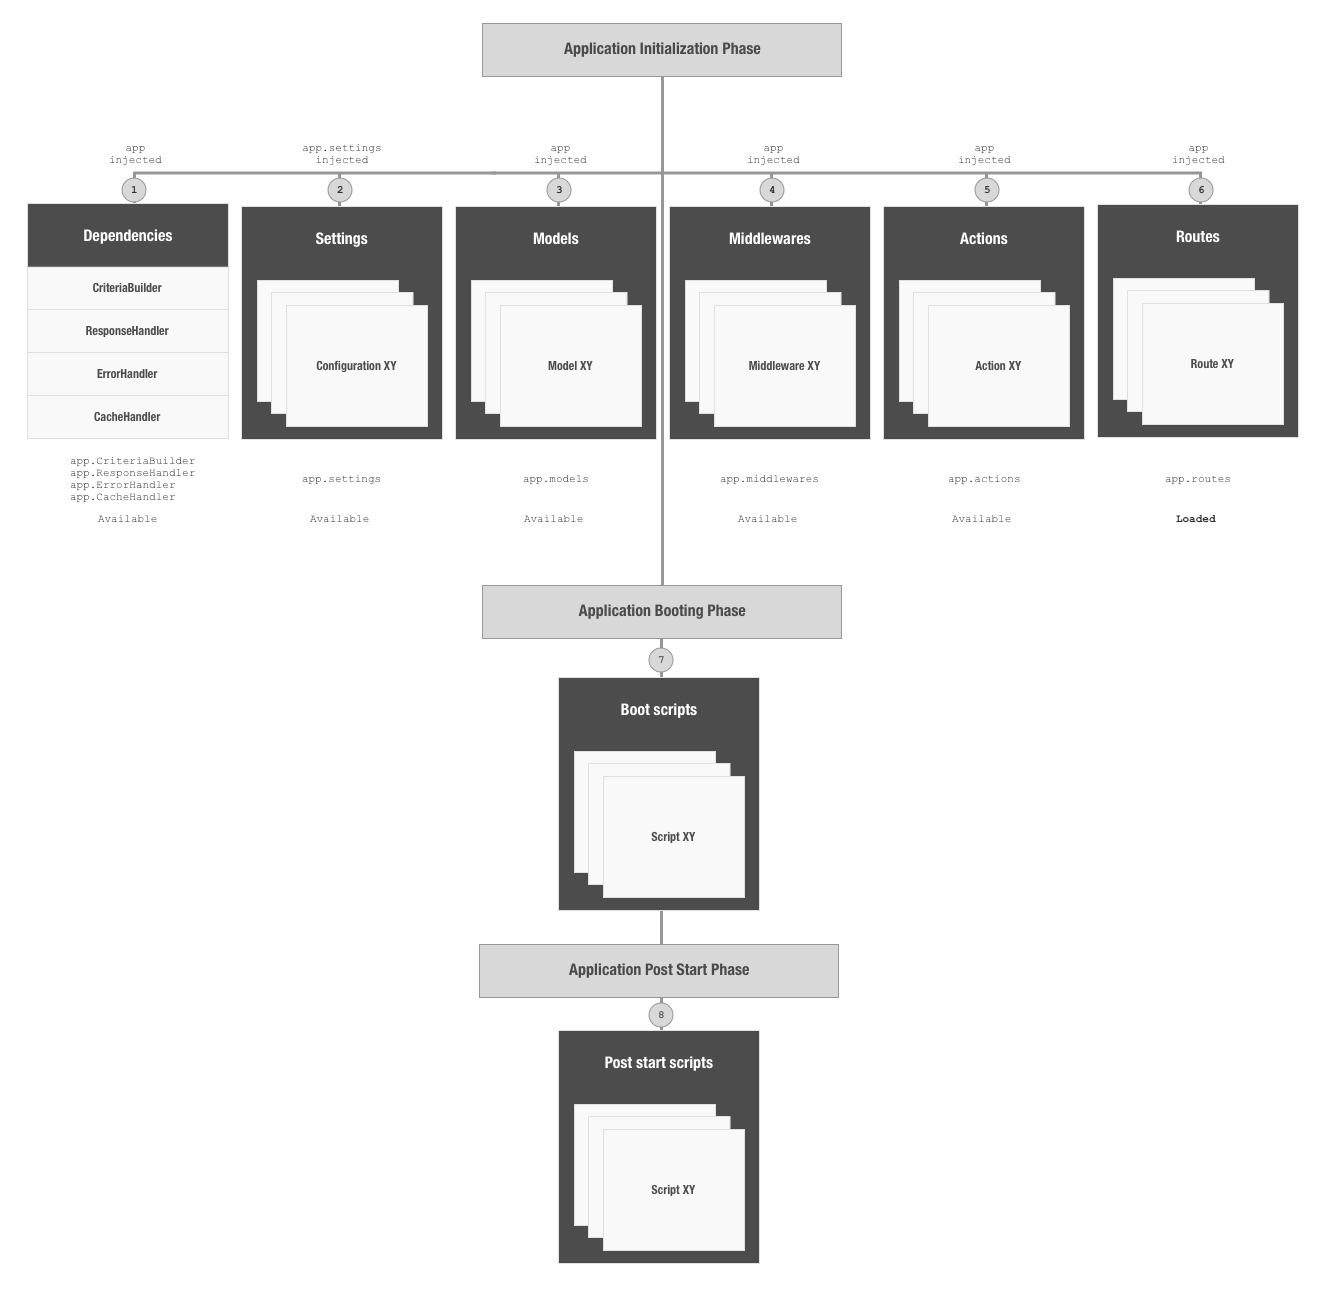 Application Initialization Phase
app
injected
app.settings
injected
app
injected
app
injected
app
injected
app
injected
1
2
3
4
5
6
Dependencies
CriteriaBuilder
ResponseHandler
ErrorHandler
CacheHandler
app.CriteriaBuilder
app.ResponseHandler
app.ErrorHandler
app.CacheHandler
Available
Settings
Configuration XY
app.settings
Available
Models
Model XY
app.models
Available
Middlewares
Middleware XY
app.middlewares
Available
Actions
Action XY
app.actions
Available
Routes
Route XY
app.routes
Loaded
Application Booting Phase
7
Boot scripts
Script XY
Application Post Start Phase
8
Post start scripts
Script XY